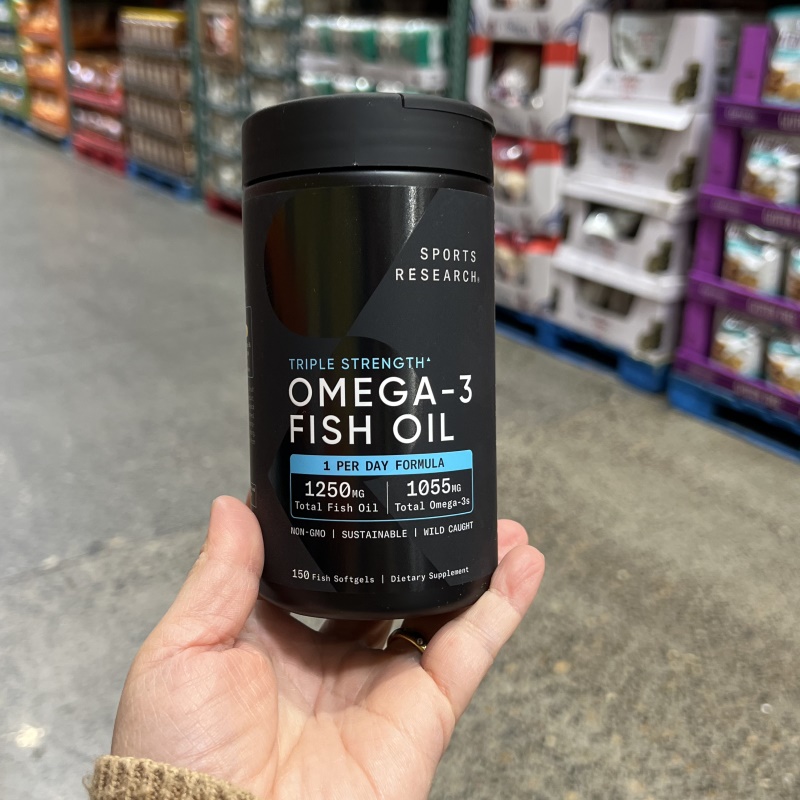 SPORTS
RESEARCH®
TRIPLE STRENGTH▲
OMEGA-3
FISH OIL
1 PER DAY FORMULA
1250MG 1055MG
Total Fish Oil Total Omega-3s
NON-GMO | SUSTAINABLE | WILD CAUGHT
150 Fish Softgels | Dietary Supplement